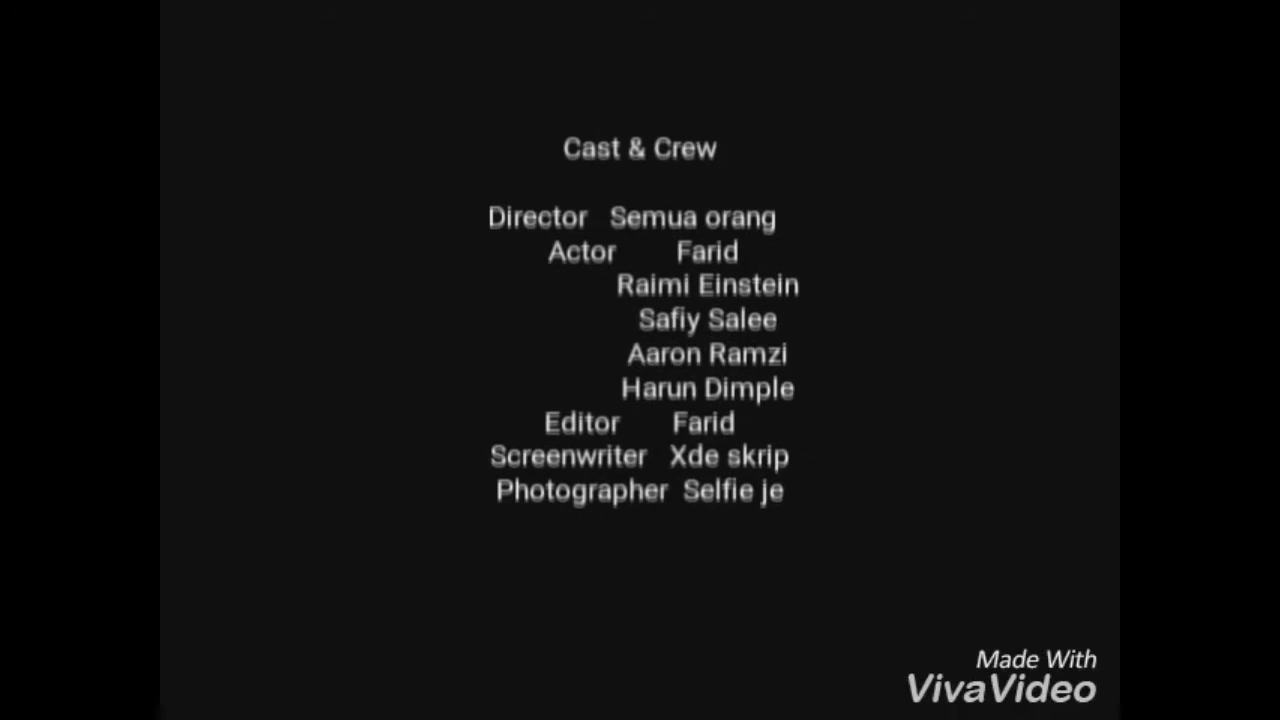 Cast & Crew
Director Semua orang
Actor Farid
Raimi Einstein
Safiy Salee
Aaron Ramzi
Harun Dimple
Editor Farid
Screenwriter Xde skrip
Photographer Selfie je
Made With
VivaVideo